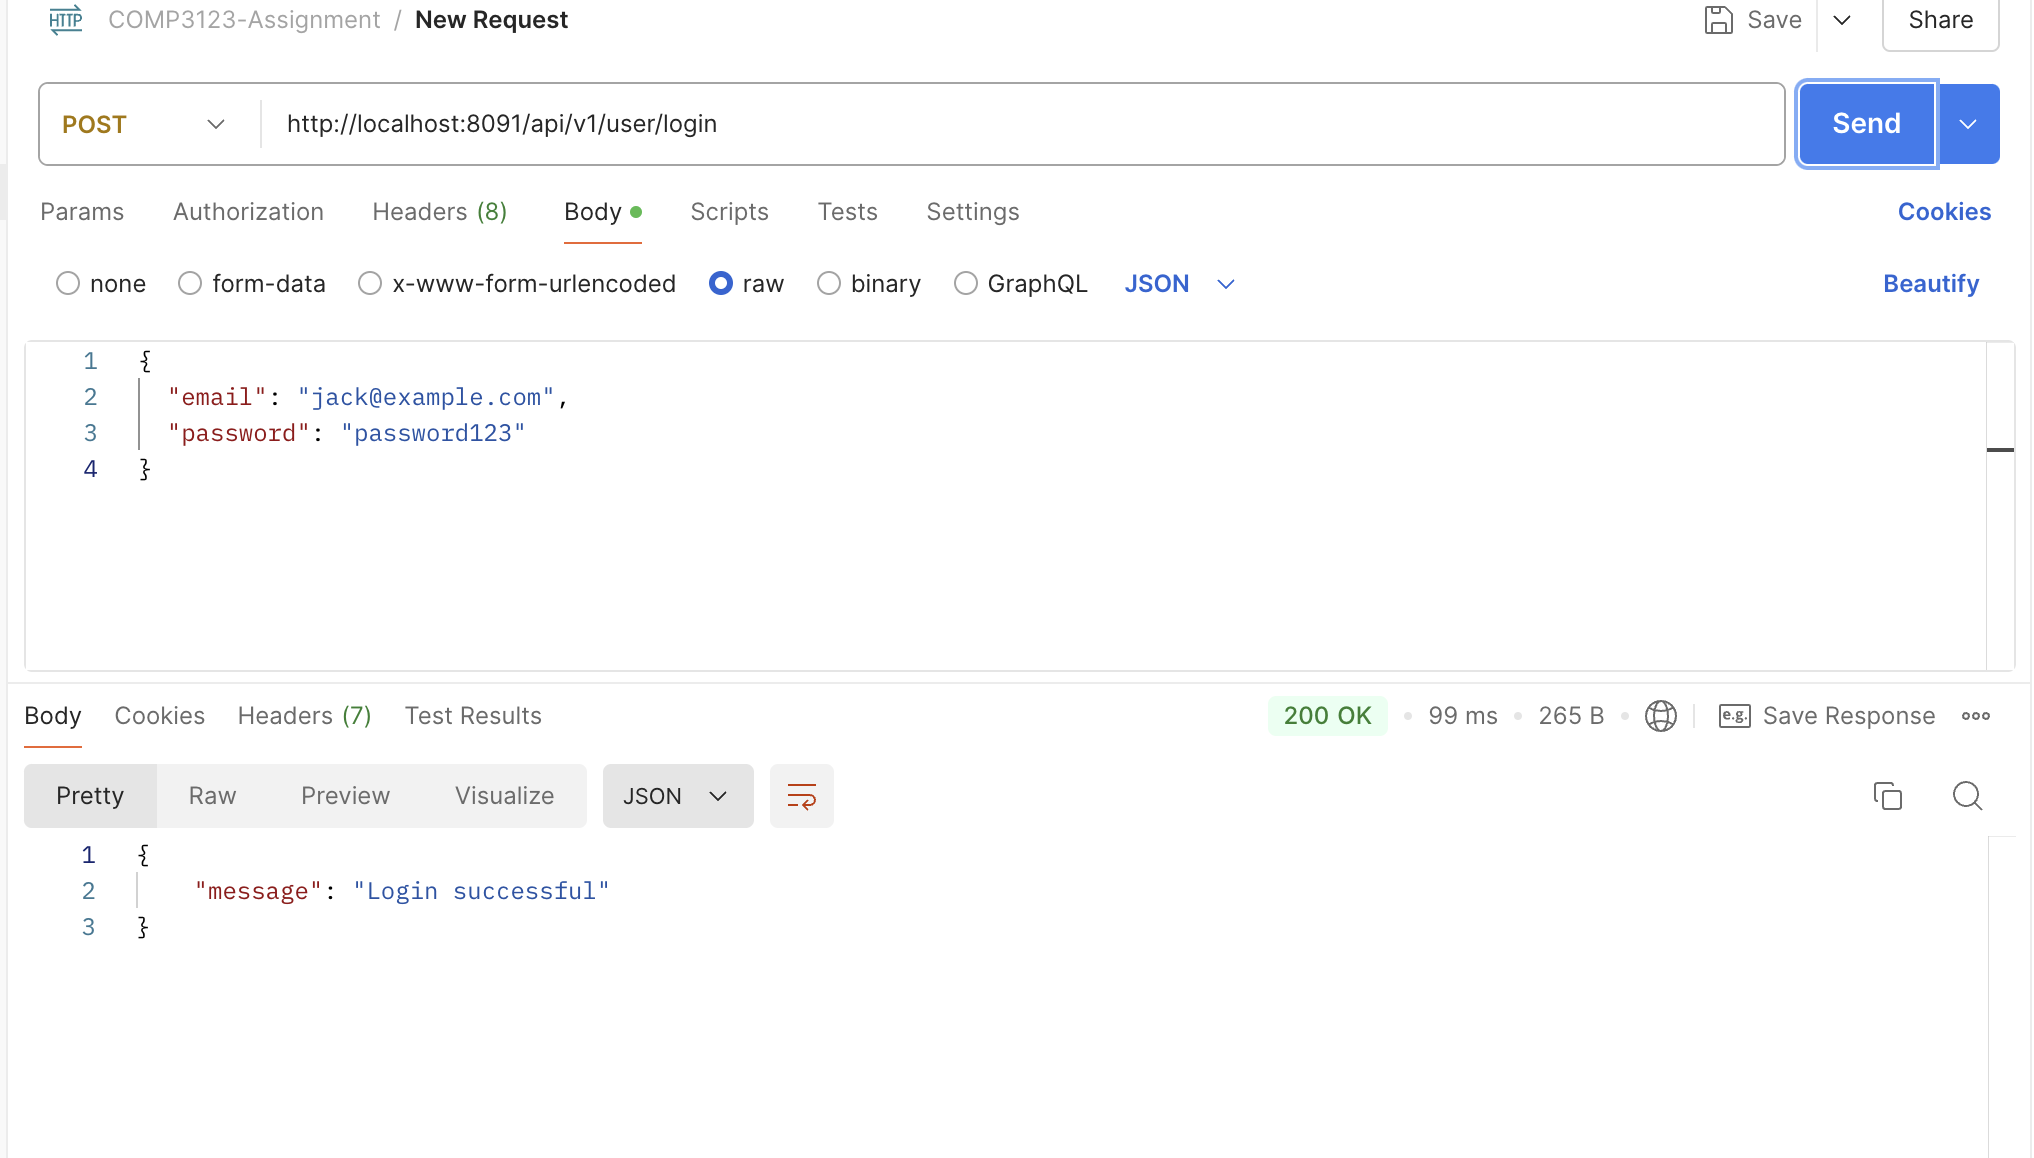 HTTP COMP3123-Assignment / New Request Save Share
POST http://localhost:8091/api/v1/user/login Send
Params Authorization Headers (8) Body Scripts Tests Settings Cookies
none form-data x-www-form-urlencoded raw binary GraphQL JSON Beautify
1 {
2 "email": "jack@example.com",
3 "password": "password123"
4 }
Body Cookies Headers (7) Test Results 200 OK 99 ms 265 B e.g. Save Response
Pretty Raw Preview Visualize JSON
1 {
2 "message": "Login successful"
3 }